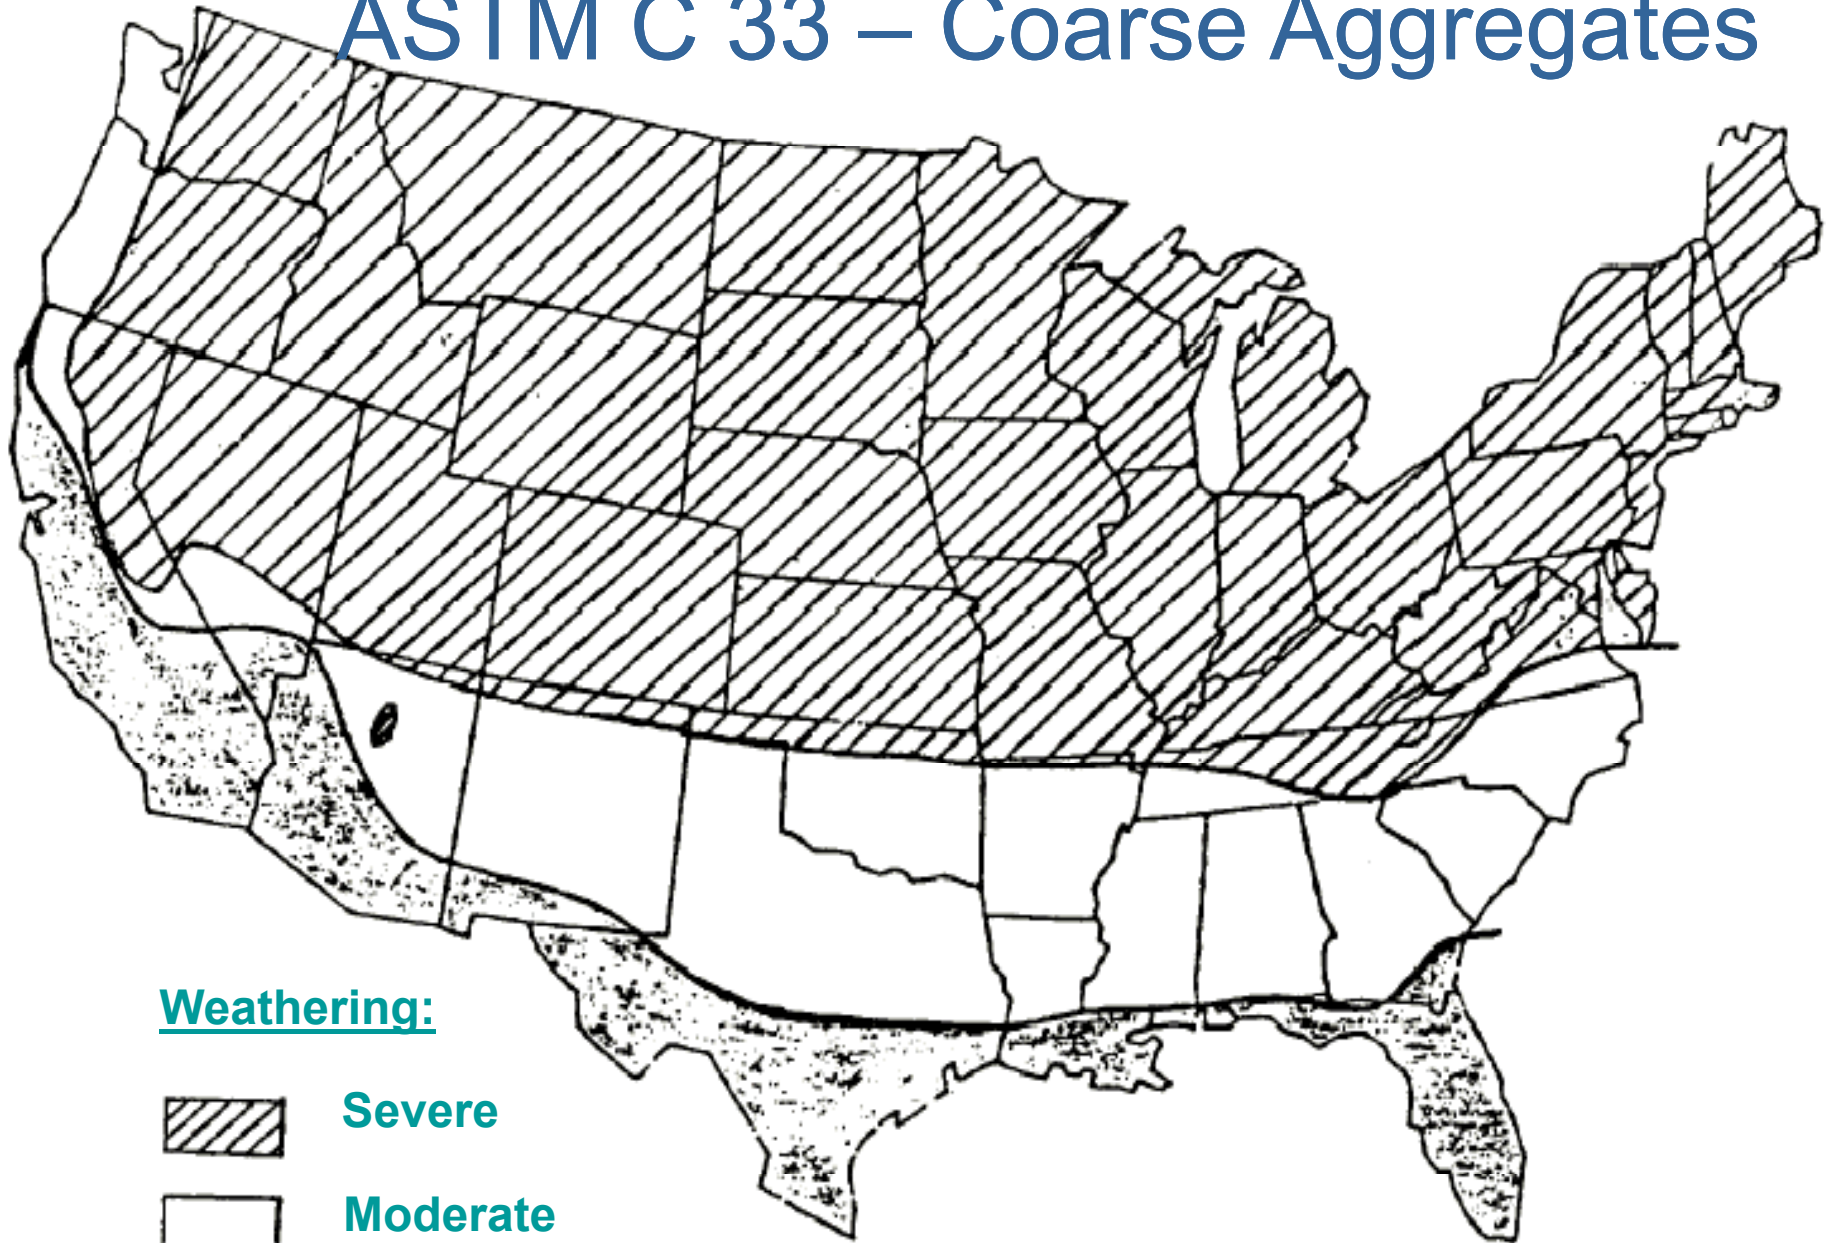 ASTM C 33 – Coarse Aggregates
Weathering:
Severe
Moderate